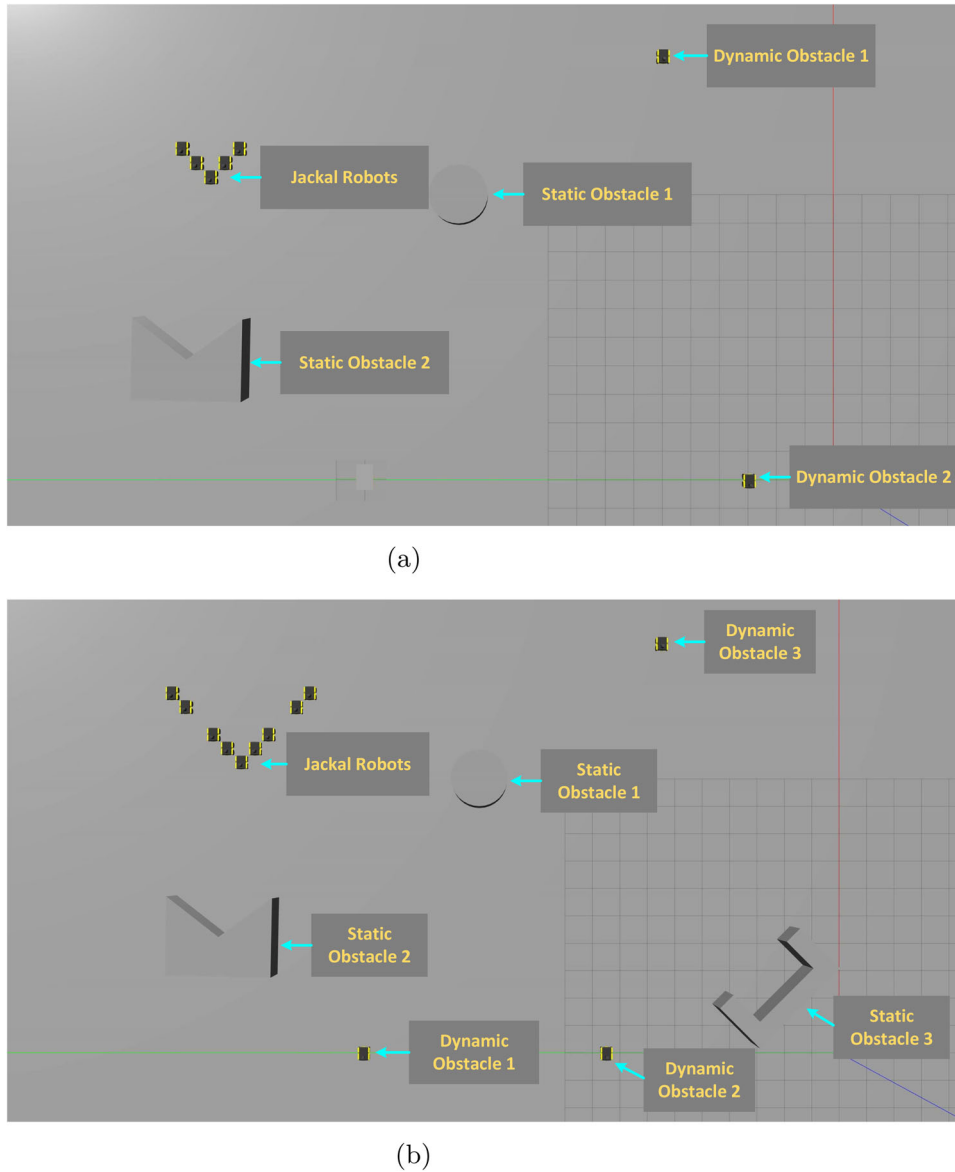 Dynamic Obstacle 1
Jackal Robots
Static Obstacle 1
Static Obstacle 2
Dynamic Obstacle 2
(a)
Dynamic
Obstacle 3
Jackal Robots
Static
Obstacle 1
Static
Obstacle 2
Static
Obstacle 3
Dynamic
Obstacle 1
Dynamic
Obstacle 2
(b)